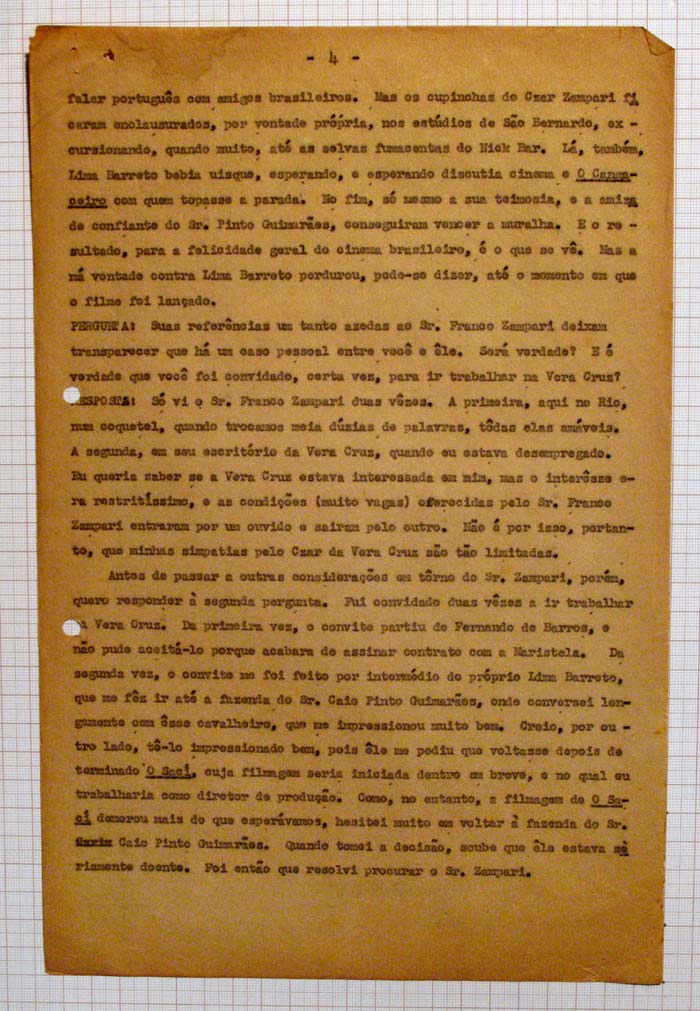 - 4 -
falar português com amigos brasileiros. Mas os cupinchas do Czar Zampari fi
caram enclausurados, por vontade própria, nos estúdios de São Bernardo, ex -
cursionando, quando muito, até as selvas fumacentas do Nick Bar. Lá, também,
Lima Barreto bebia uisque, esperando, e esperando discutia cinema e O Canga-
ceiro com quem topasse a parada. No fim, só mesmo a sua teimosia, e a amiza
de confiante do Sr. Pinto Guimarães, conseguiram vencer a muralha. E o re -
sultado, para a felicidade geral do cinema brasileiro, é o que se vê. Mas a
má vontade contra Lima Barreto perdurou, pode-se dizer, até o momento em que
o filme foi lançado.
PERGUNTA: Suas referências um tanto azedas ao Sr. Franco Zampari deixam
transparecer que há um caso pessoal entre você e êle. Será verdade? E é
verdade que você foi convidado, certa vez, para ir trabalhar na Vera Cruz?
RESPOSTA: Só vi o Sr. Franco Zampari duas vêzes. A primeira, aqui no Rio,
num coquetel, quando trocamos meia dúzias de palavras, tôdas elas amáveis.
A segunda, em seu escritório da Vera Cruz, quando eu estava desempregado.
Eu queria saber se a Vera Cruz estava interessada em mim, mas o interêsse e-
ra restritíssimo, e as condições (muito vagas) oferecidas pelo Sr. Franco
Zampari entraram por um ouvido e sairam pelo outro. Não é por isso, portan-
to, que minhas simpatias pelo Czar da Vera Cruz são tão limitadas.
Antes de passar a outras considerações em tôrno do Sr. Zampari, porém,
quero responder à segunda pergunta. Fui convidado duas vêzes a ir trabalhar
na Vera Cruz. Da primeira vez, o convite partiu de Fernando de Barros, e
não pude aceitá-lo porque acabara de assinar contrato com a Maristela. Da
segunda vez, o convite me foi feito por intermédio do próprio Lima Barreto,
que me fêz ir até a fazenda do Sr. Caio Pinto Guimarães, onde conversei lon-
gamente com êsse cavalheiro, que me impressionou muito bem. Creio, por ou -
tro lado, tê-lo impressionado bem, pois êle me pediu que voltasse depois de
terminado O Saci, cuja filmagem seria iniciada dentro em breve, e no qual eu
trabalharia como diretor de produção. Como, no entanto, a filmagem de O Sa-
ci demorou mais do que esperávamos, hesitei muito em voltar à fazenda do Sr.
Caio Pinto Guimarães. Quando tomei a decisão, soube que êle estava sè
riamente doente. Foi então que resolvi procurar o Sr. Zampari.